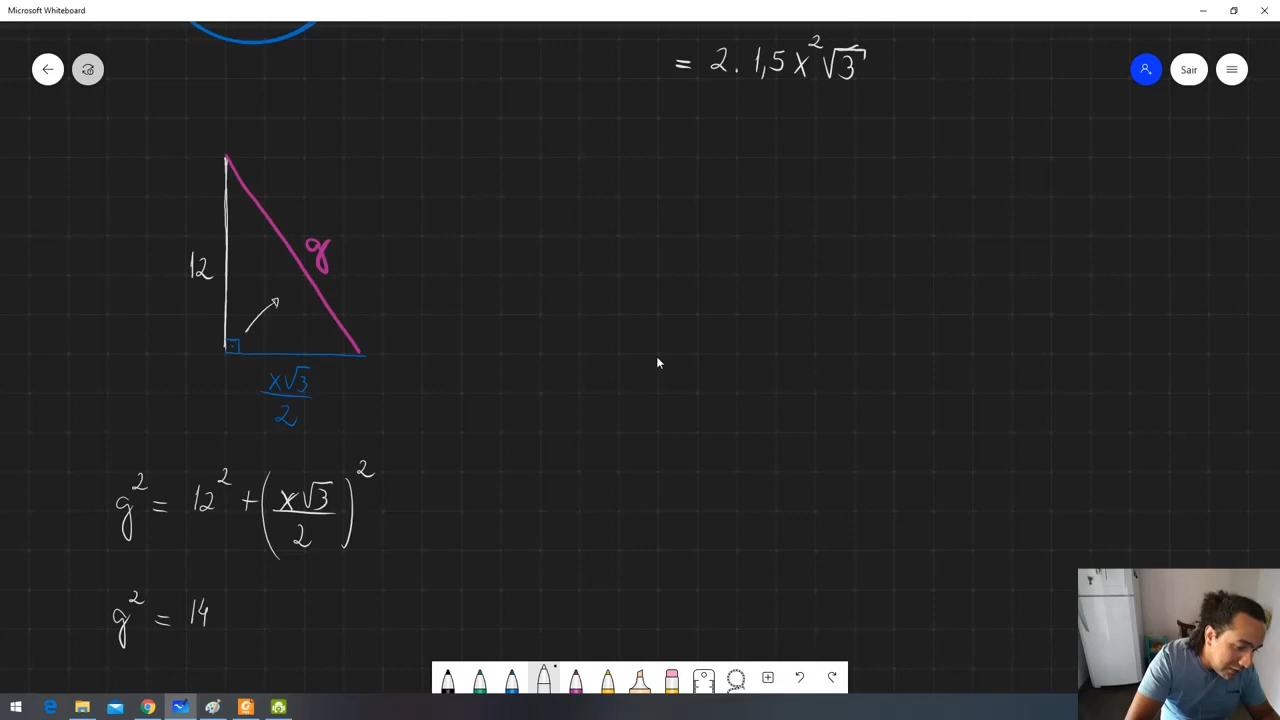 Microsoft Whiteboard
= 2. 1,5 x² √3
Sair
g
12
x√3
2
g² = 12² + (x√3/2)²
g² = 14